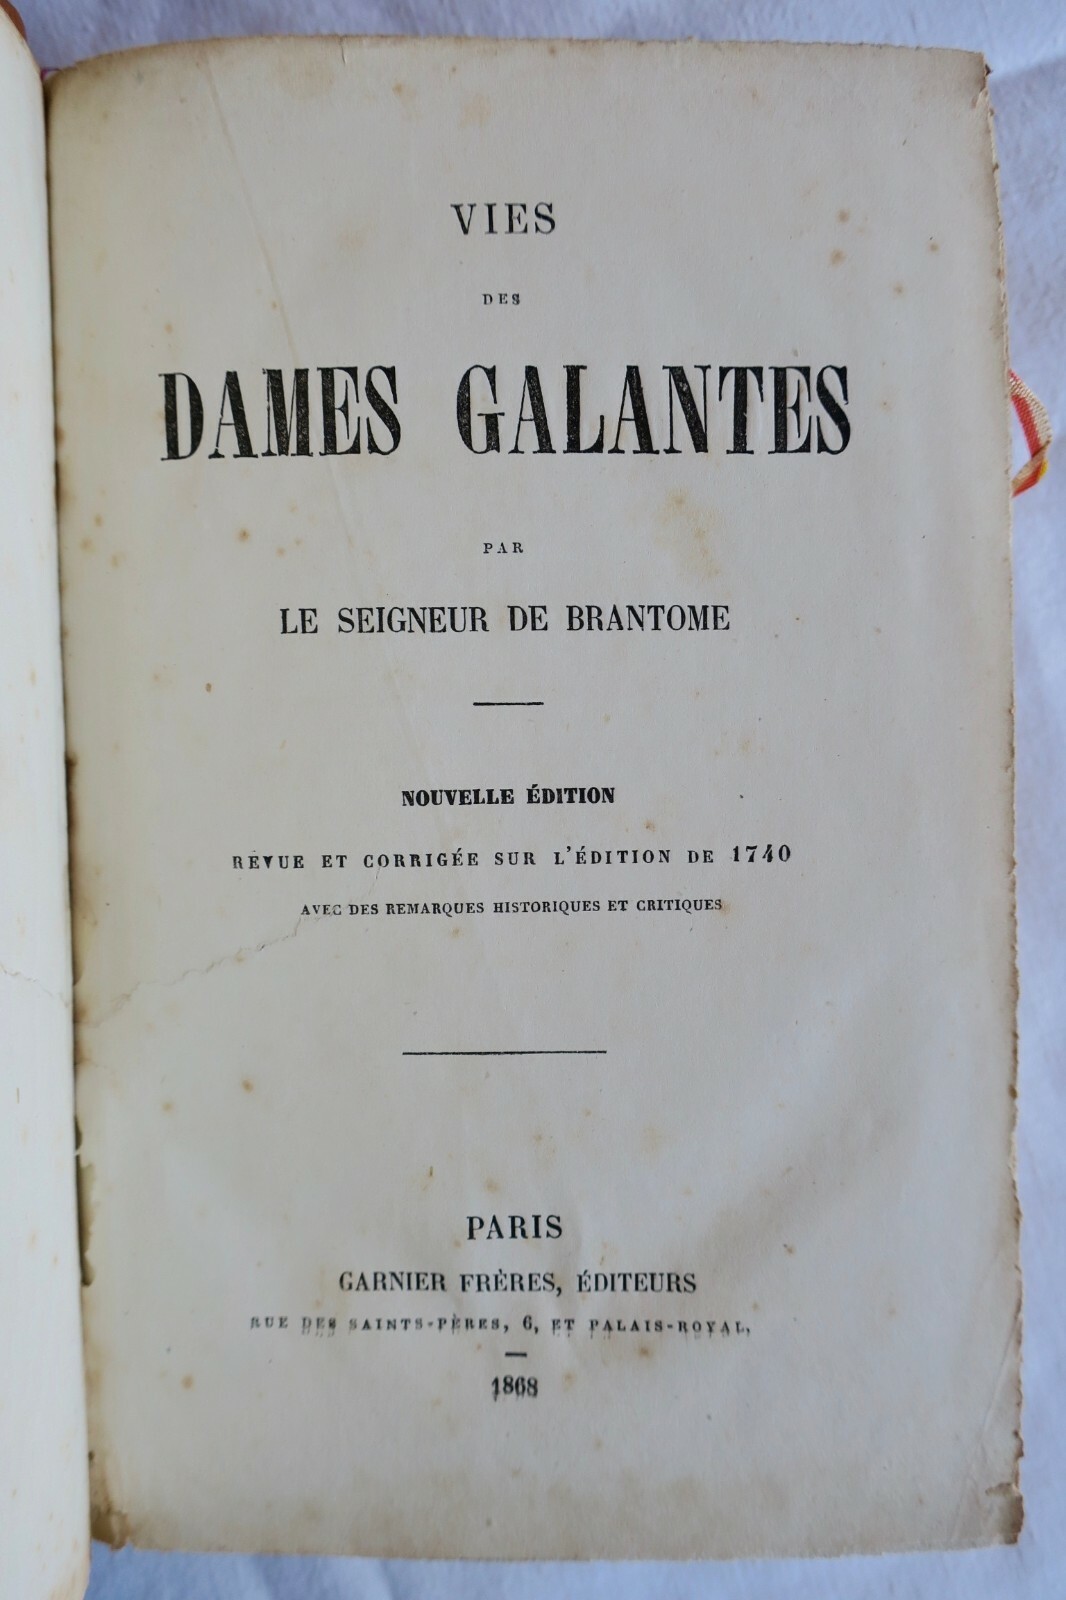 VIES
DES
DAMES GALANTES
PAR
LE SEIGNEUR DE BRANTOME
NOUVELLE ÉDITION
REVUE ET CORRIGÉE SUR L'ÉDITION DE 1740
AVEC DES REMARQUES HISTORIQUES ET CRITIQUES
PARIS
GARNIER FRÈRES, ÉDITEURS
RUE DES SAINTS-PÈRES, 6, ET PALAIS-ROYAL,
1868